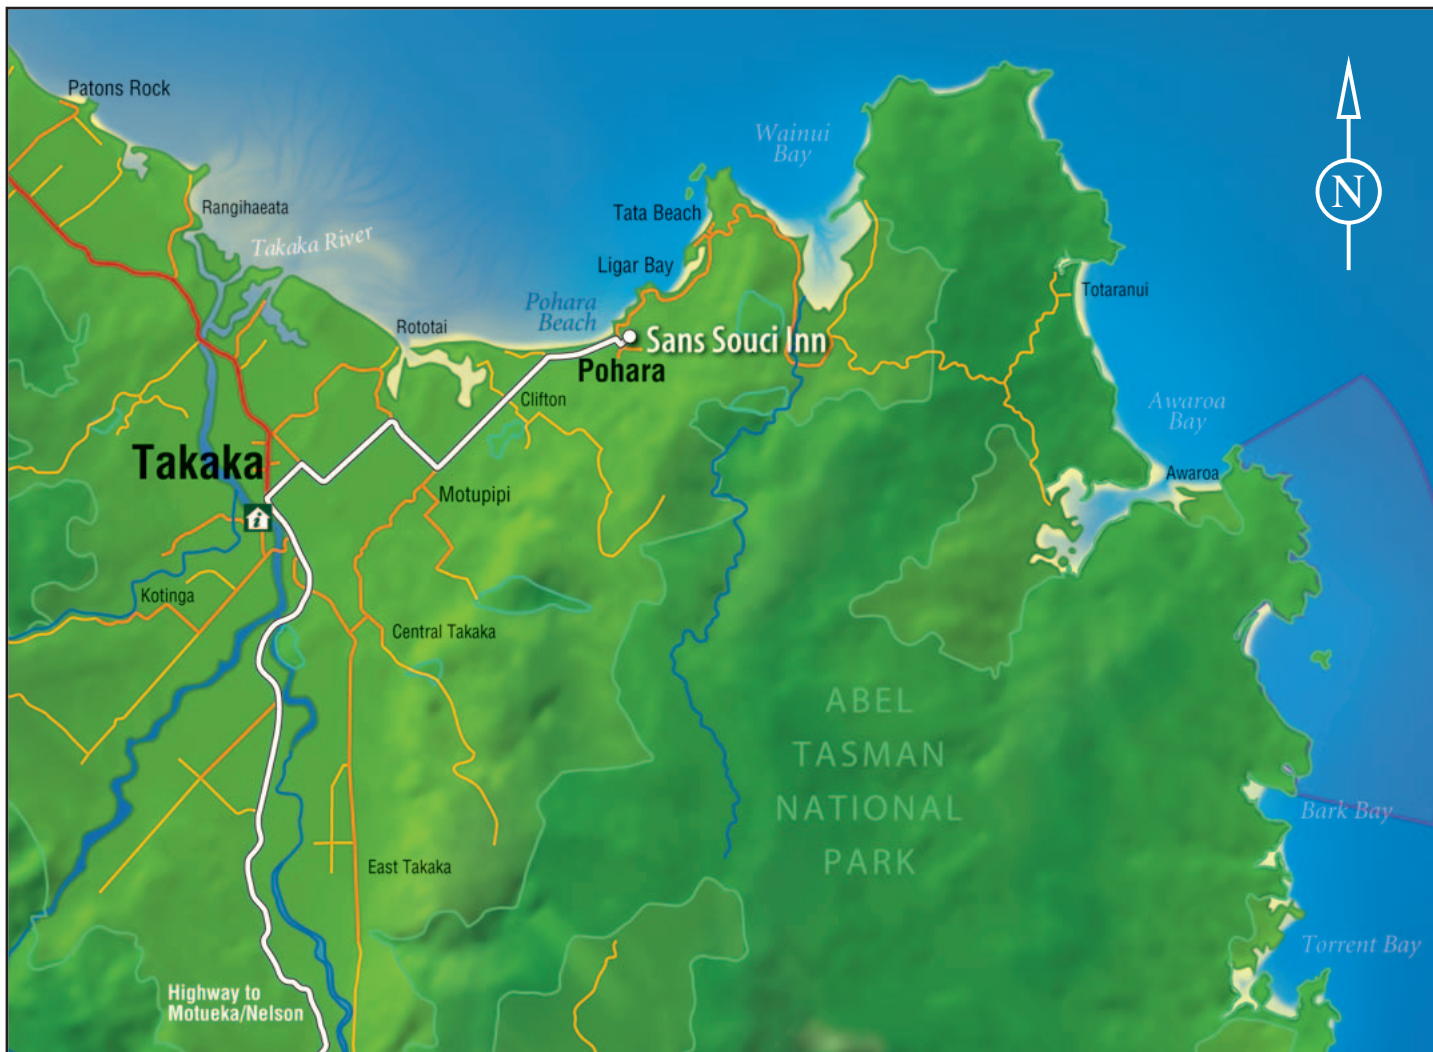 Patons Rock
Wainui
Bay
N
Rangihaeata
Tata Beach
Takaka River
Ligar Bay
Totaranui
Pohara
Beach
Rototai
Sans Souci Inn
Pohara
Clifton
Awaroa
Bay
Takaka
Awaroa
Motupipi
i
Kotinga
Central Takaka
ABEL
TASMAN
NATIONAL
PARK
Bark Bay
East Takaka
Torrent Bay
Highway to
Motueka/Nelson